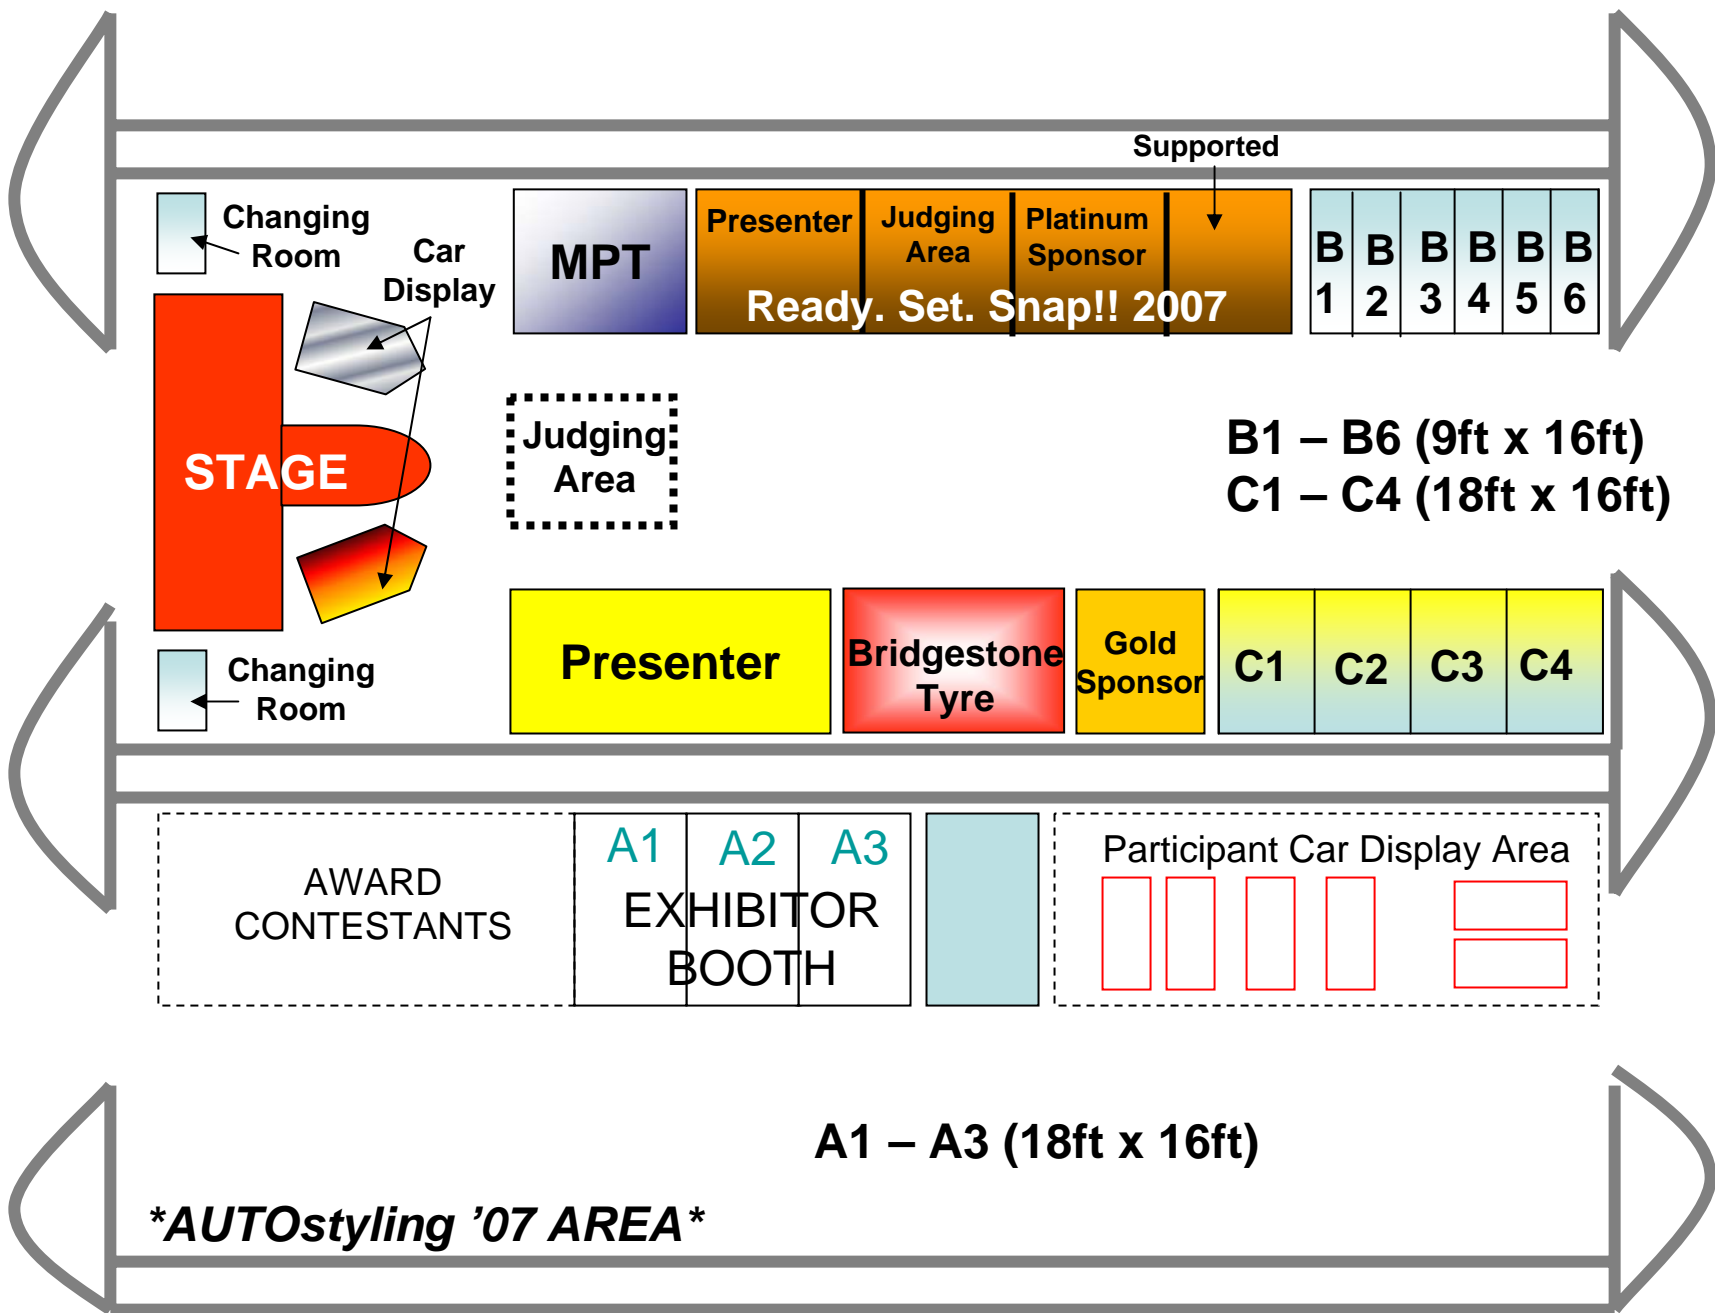 Supported
Changing
Room
Car
Display
MPT
Presenter
Judging
Area
Platinum
Sponsor
Ready. Set. Snap!! 2007
B
1
B
2
B
3
B
4
B
5
B
6
STAGE
Judging
Area
B1 – B6 (9ft x 16ft)
C1 – C4 (18ft x 16ft)
Changing
Room
Presenter
Bridgestone
Tyre
Gold
Sponsor
C1
C2
C3
C4
AWARD
CONTESTANTS
A1
A2
A3
EXHIBITOR
BOOTH
Participant Car Display Area
A1 – A3 (18ft x 16ft)
*AUTOstyling ’07 AREA*